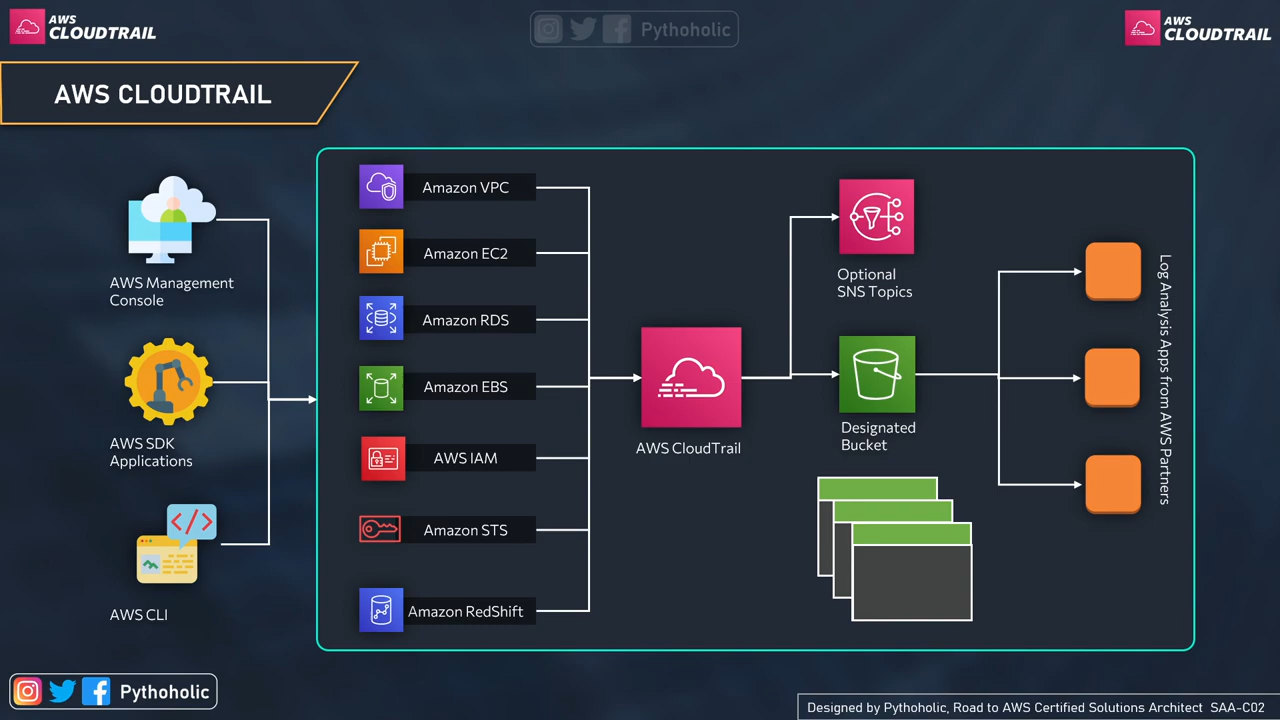 AWS
CLOUDTRAIL
Pythoholic
AWS
CLOUDTRAIL
AWS CLOUDTRAIL
AWS Management
Console
AWS SDK
Applications
</>
AWS CLI
Amazon VPC
Amazon EC2
Amazon RDS
Amazon EBS
AWS IAM
Amazon STS
Amazon RedShift
AWS CloudTrail
Optional
SNS Topics
Designated
Bucket
Log Analysis Apps from AWS Partners
Pythoholic
Designed by Pythoholic, Road to AWS Certified Solutions Architect SAA-C02